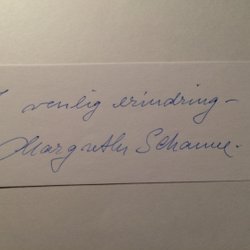 I venlig erindring –
Margrethe Schanne.